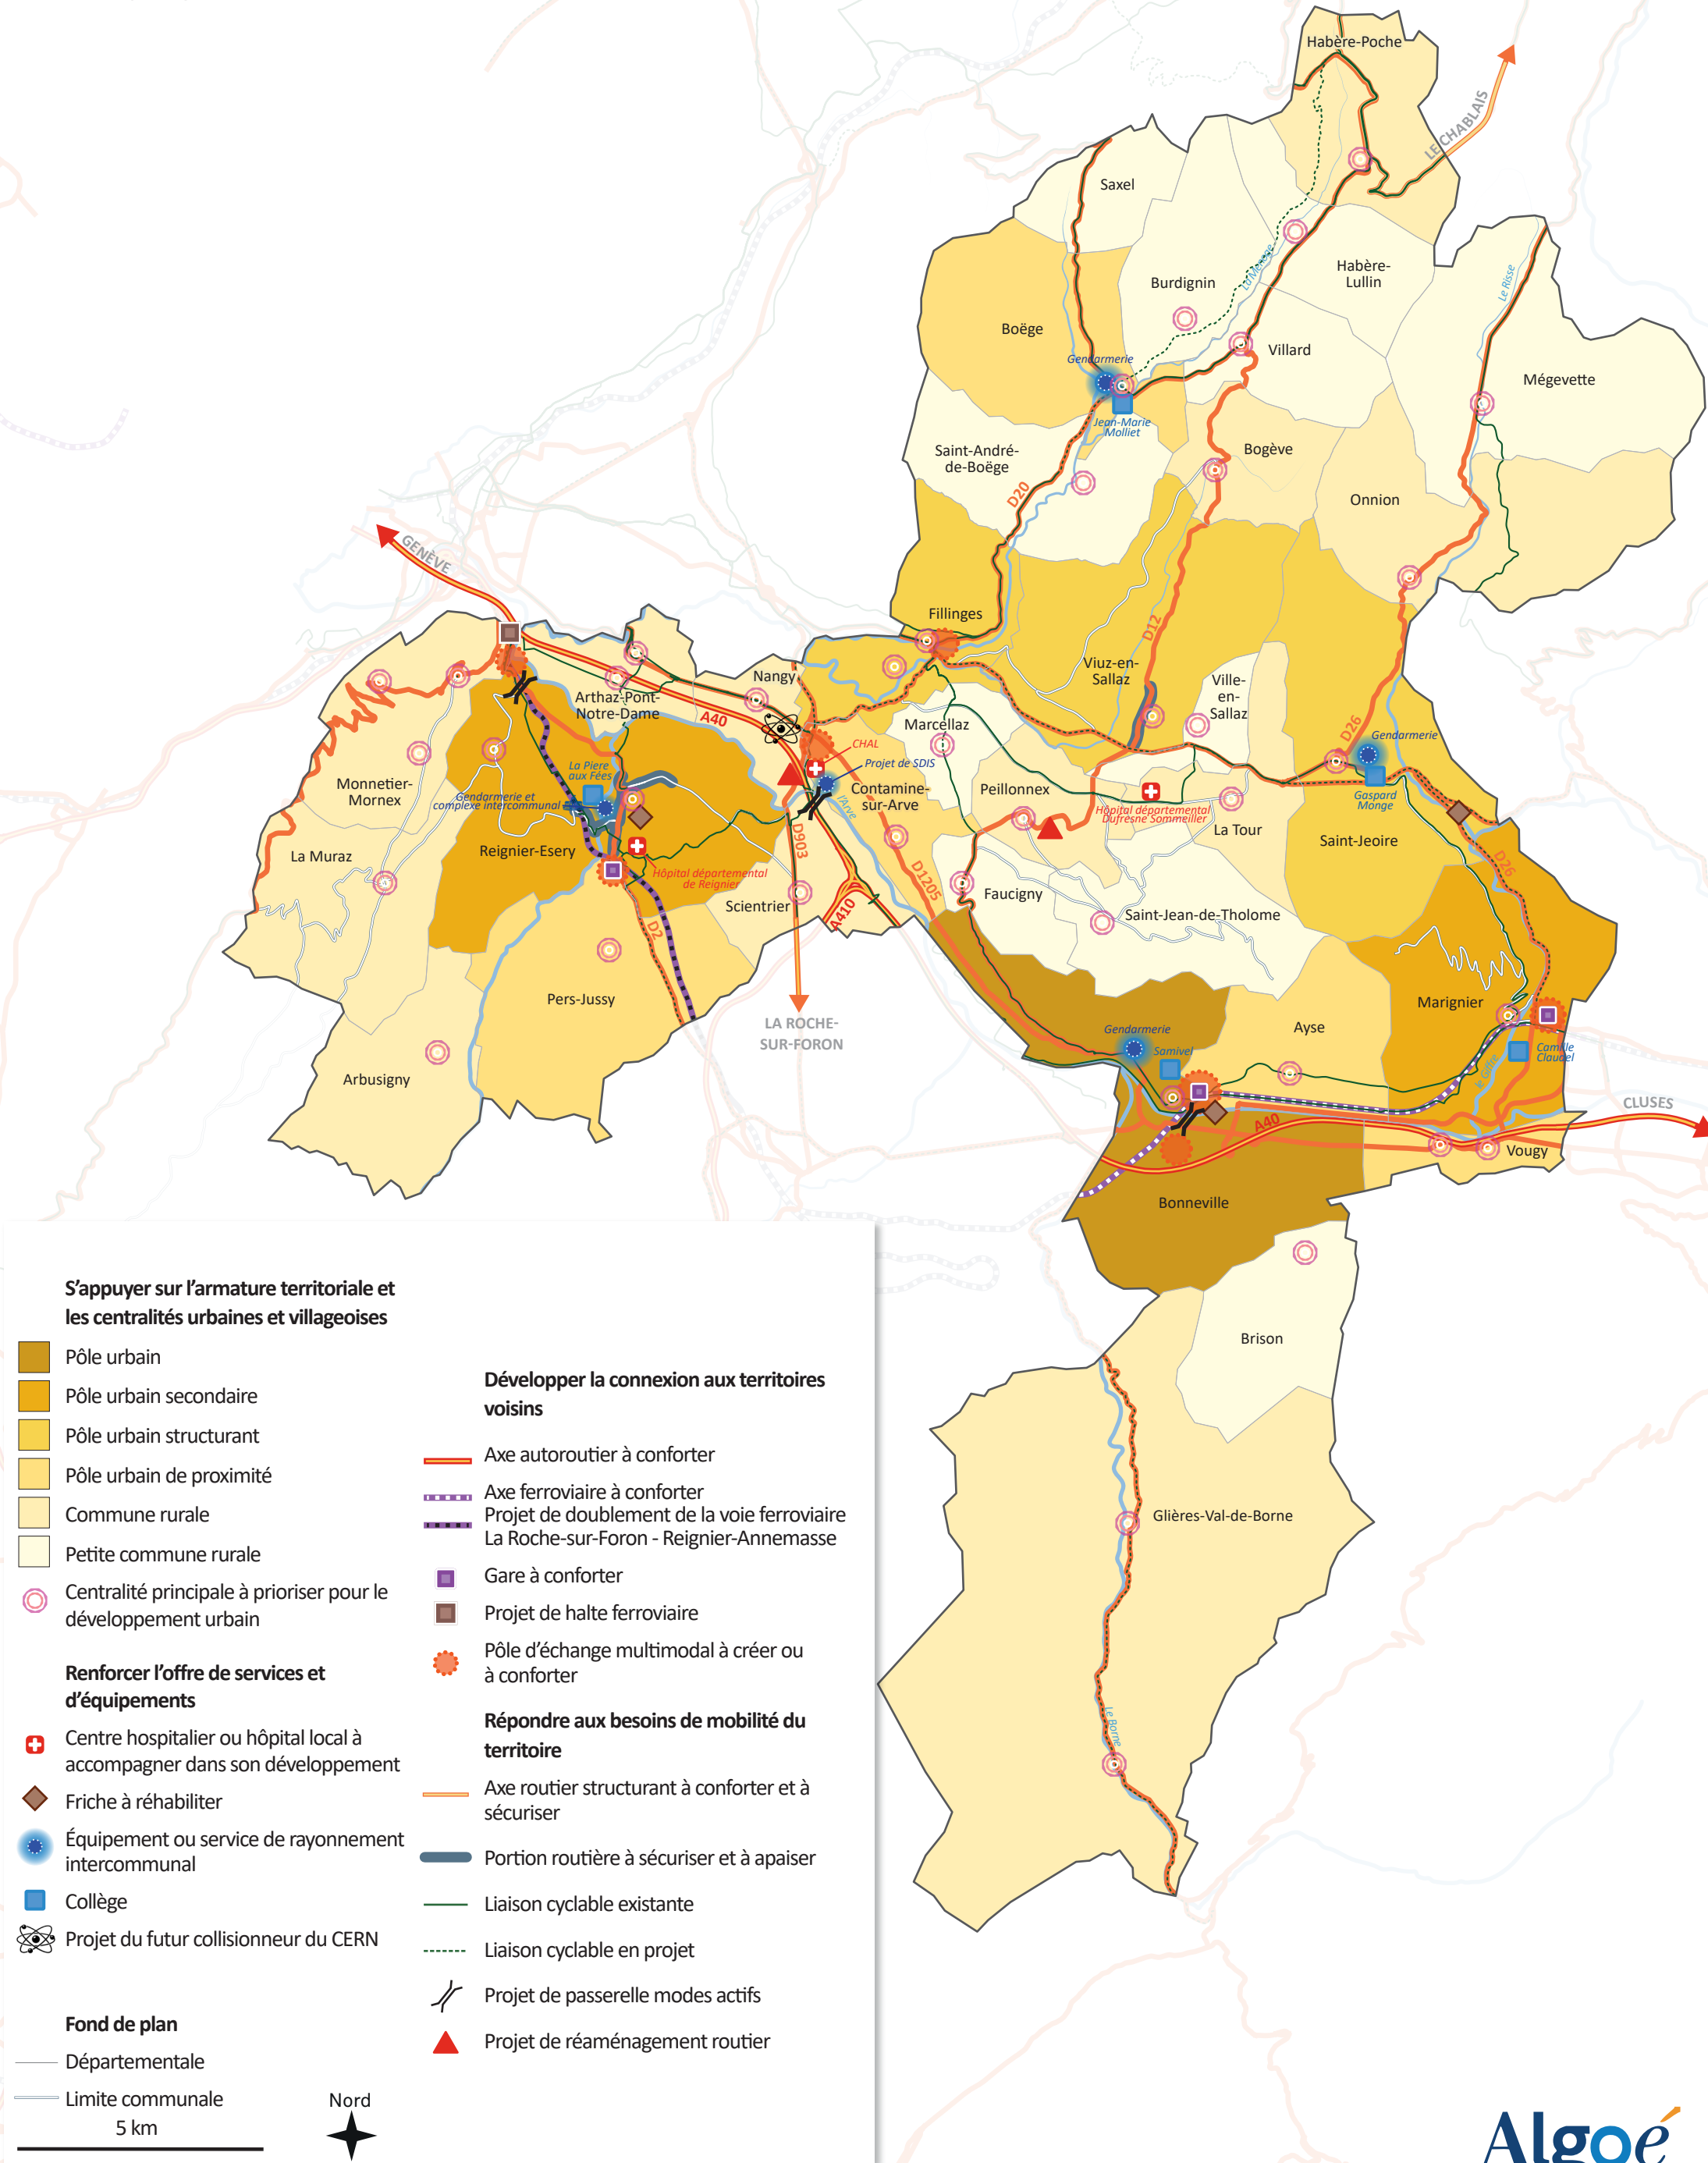 Habère-Poche
LE CHABLAIS
Saxel
Le Risse
La Menoge
Habère-
Lullin
Burdignin
Boëge
Villard
Gendarmerie
Mégevette
Jean-Marie
Molliet
Saint-André-
de-Boëge
Bogève
D20
Onnion
GENÈVE
Fillinges
D12
Viuz-en-
Sallaz
Ville-
en-
Sallaz
Nangy
Arthaz-Pont-
Notre-Dame
A40
Marcellaz
D26
Gendarmerie
CHAL
Projet de SDIS
La Piere
aux Fées
Monnetier-
Mornex
Gendarmerie et
complexe intercommunal
l'Arve
Contamine-
sur-Arve
Peillonnex
Hôpital départemental
Dufresne Sommeiller
Gaspard
Monge
La Tour
Saint-Jeoire
D903
La Muraz
Reignier-Esery
Hôpital départemental
de Reignier
D1205
D26
Scientrier
A410
Faucigny
Saint-Jean-de-Tholome
D2
Pers-Jussy
LA ROCHE-
SUR-FORON
Marignier
Ayse
Gendarmerie
Samivel
Camille
Claudel
le Giffre
Arbusigny
A40
CLUSES
Vougy
Bonneville
Brison
Glières-Val-de-Borne
Le Borne
S'appuyer sur l'armature territoriale et
les centralités urbaines et villageoises
Pôle urbain
Pôle urbain secondaire
Pôle urbain structurant
Pôle urbain de proximité
Commune rurale
Petite commune rurale
Centralité principale à prioriser pour le
développement urbain
Renforcer l'offre de services et
d'équipements
Centre hospitalier ou hôpital local à
accompagner dans son développement
Friche à réhabiliter
Équipement ou service de rayonnement
intercommunal
Collège
Projet du futur collisionneur du CERN
Fond de plan
Départementale
Limite communale
5 km
Nord
Développer la connexion aux territoires
voisins
Axe autoroutier à conforter
Axe ferroviaire à conforter
Projet de doublement de la voie ferroviaire
La Roche-sur-Foron - Reignier-Annemasse
Gare à conforter
Projet de halte ferroviaire
Pôle d'échange multimodal à créer ou
à conforter
Répondre aux besoins de mobilité du
territoire
Axe routier structurant à conforter et à
sécuriser
Portion routière à sécuriser et à apaiser
Liaison cyclable existante
Liaison cyclable en projet
Projet de passerelle modes actifs
Projet de réaménagement routier
Algoé